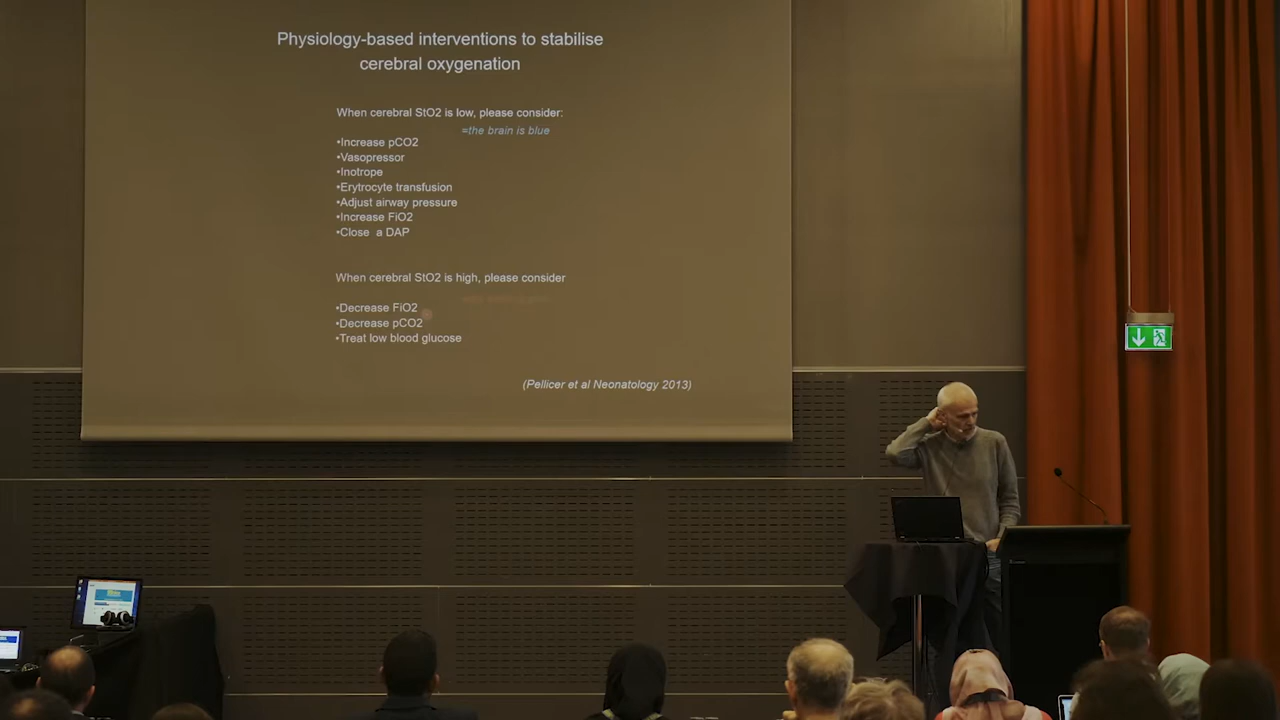 Physiology-based interventions to stabilise
cerebral oxygenation
When cerebral StO2 is low, please consider:
=the brain is blue
•Increase pCO2
•Vasopressor
•Inotrope
•Erytrocyte transfusion
•Adjust airway pressure
•Increase FiO2
•Close a DAP
When cerebral StO2 is high, please consider
•Decrease FiO2
•Decrease pCO2
•Treat low blood glucose
(Pellicer et al Neonatology 2013)